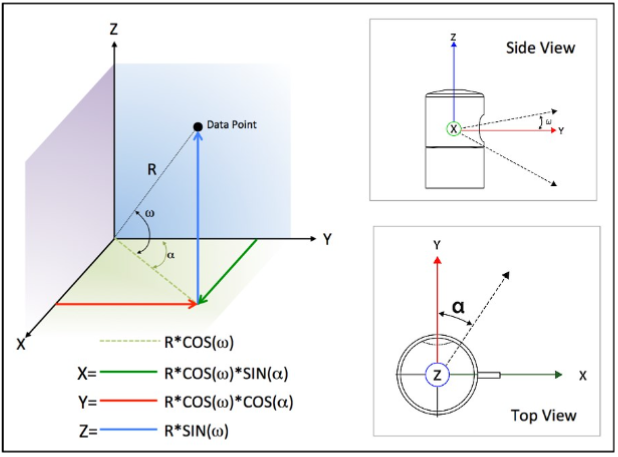 Z
Data Point
R
ω
α
Y
X
R*COS(ω)
X= R*COS(ω)*SIN(α)
Y= R*COS(ω)*COS(α)
Z= R*SIN(ω)
Side View
Z
X
ω
Y
Y
α
Z
X
Top View